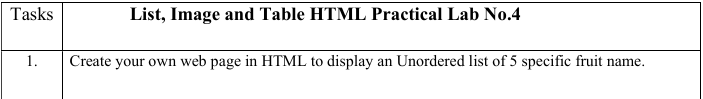 Tasks List, Image and Table HTML Practical Lab No.4
1. Create your own web page in HTML to display an Unordered list of 5 specific fruit name.